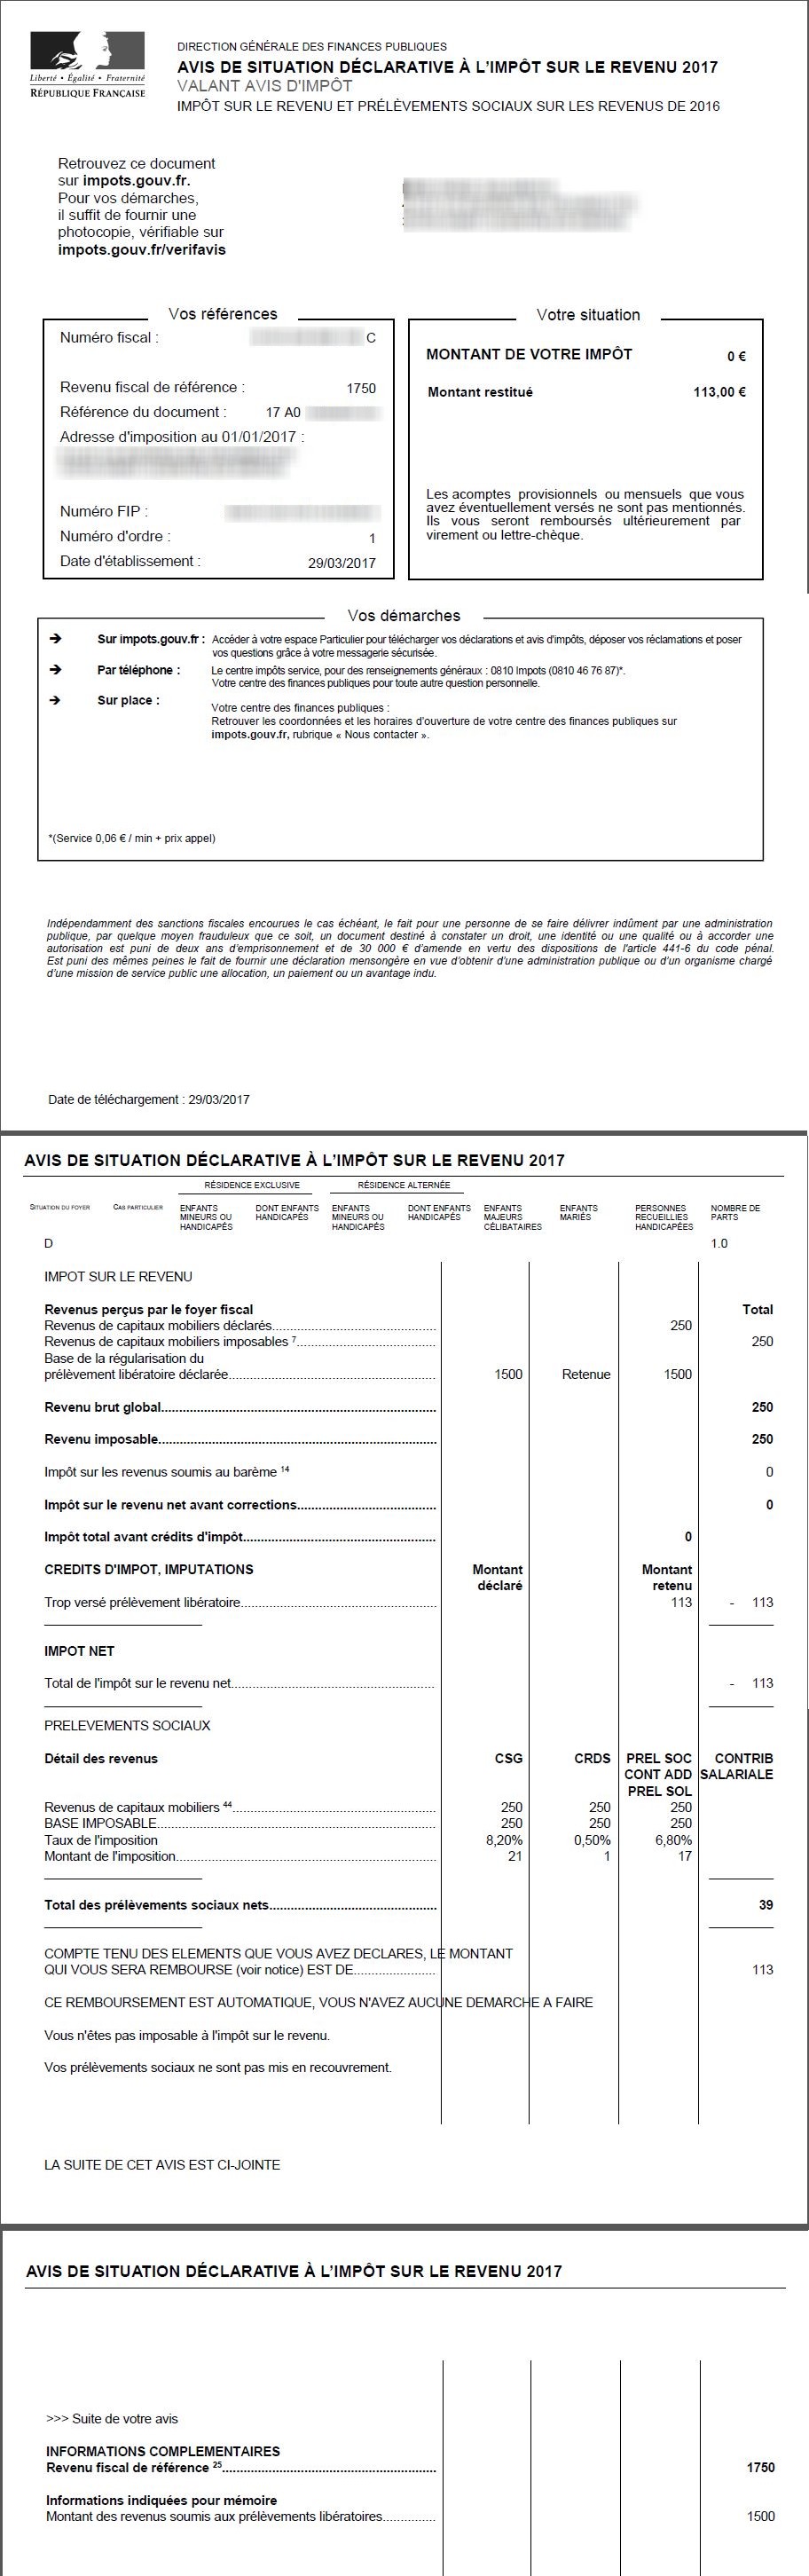 Liberté • Égalité • Fraternité
RÉPUBLIQUE FRANÇAISE
DIRECTION GÉNÉRALE DES FINANCES PUBLIQUES
AVIS DE SITUATION DÉCLARATIVE À L'IMPÔT SUR LE REVENU 2017
VALANT AVIS D'IMPÔT
IMPÔT SUR LE REVENU ET PRÉLÈVEMENTS SOCIAUX SUR LES REVENUS DE 2016
Retrouvez ce document
sur impots.gouv.fr.
Pour vos démarches,
il suffit de fournir une
photocopie, vérifiable sur
impots.gouv.fr/verifavis
Vos références
Numéro fiscal : C
Revenu fiscal de référence : 1750
Référence du document : 17 A0
Adresse d'imposition au 01/01/2017 :
Numéro FIP :
Numéro d'ordre : 1
Date d'établissement : 29/03/2017
Votre situation
MONTANT DE VOTRE IMPÔT 0 €
Montant restitué 113,00 €
Les acomptes provisionnels ou mensuels que vous
avez éventuellement versés ne sont pas mentionnés.
Ils vous seront remboursés ultérieurement par
virement ou lettre-chèque.
Vos démarches
➔ Sur impots.gouv.fr : Accéder à votre espace Particulier pour télécharger vos déclarations et avis d'impôts, déposer vos réclamations et poser
vos questions grâce à votre messagerie sécurisée.
➔ Par téléphone : Le centre impôts service, pour des renseignements généraux : 0810 Impots (0810 46 76 87)*.
Votre centre des finances publiques pour toute autre question personnelle.
➔ Sur place :
Votre centre des finances publiques :
Retrouver les coordonnées et les horaires d'ouverture de votre centre des finances publiques sur
impots.gouv.fr, rubrique « Nous contacter ».
*(Service 0,06 € / min + prix appel)
Indépendamment des sanctions fiscales encourues le cas échéant, le fait pour une personne de se faire délivrer indûment par une administration
publique, par quelque moyen frauduleux que ce soit, un document destiné à constater un droit, une identité ou une qualité ou à accorder une
autorisation est puni de deux ans d'emprisonnement et de 30 000 € d'amende en vertu des dispositions de l'article 441-6 du code pénal.
Est puni des mêmes peines le fait de fournir une déclaration mensongère en vue d'obtenir d'une administration publique ou d'un organisme chargé
d'une mission de service public une allocation, un paiement ou un avantage indu.
Date de téléchargement : 29/03/2017
AVIS DE SITUATION DÉCLARATIVE À L'IMPÔT SUR LE REVENU 2017
RÉSIDENCE EXCLUSIVE RÉSIDENCE ALTERNÉE
SITUATION DU FOYER CAS PARTICULIER ENFANTS DONT ENFANTS ENFANTS DONT ENFANTS ENFANTS ENFANTS PERSONNES NOMBRE DE
MINEURS OU HANDICAPÉS MINEURS OU HANDICAPÉS MAJEURS MARIÉS RECUEILLIES PARTS
HANDICAPÉS HANDICAPÉS CÉLIBATAIRES HANDICAPÉES
D 1.0
IMPOT SUR LE REVENU
Revenus perçus par le foyer fiscal Total
Revenus de capitaux mobiliers déclarés 250
Revenus de capitaux mobiliers imposables 7 250
Base de la régularisation du
prélèvement libératoire déclarée 1500 Retenue 1500
Revenu brut global 250
Revenu imposable 250
Impôt sur les revenus soumis au barème 14 0
Impôt sur le revenu net avant corrections 0
Impôt total avant crédits d'impôt 0
CREDITS D'IMPOT, IMPUTATIONS Montant Montant
déclaré retenu
Trop versé prélèvement libératoire 113 - 113
IMPOT NET
Total de l'impôt sur le revenu net - 113
PRELEVEMENTS SOCIAUX
Détail des revenus CSG CRDS PREL SOC CONTRIB
CONT ADD SALARIALE
PREL SOL
Revenus de capitaux mobiliers 44 250 250 250
BASE IMPOSABLE 250 250 250
Taux de l'imposition 8,20% 0,50% 6,80%
Montant de l'imposition 21 1 17
Total des prélèvements sociaux nets 39
COMPTE TENU DES ELEMENTS QUE VOUS AVEZ DECLARES, LE MONTANT
QUI VOUS SERA REMBOURSE (voir notice) EST DE 113
CE REMBOURSEMENT EST AUTOMATIQUE, VOUS N'AVEZ AUCUNE DEMARCHE A FAIRE
Vous n'êtes pas imposable à l'impôt sur le revenu.
Vos prélèvements sociaux ne sont pas mis en recouvrement.
LA SUITE DE CET AVIS EST CI-JOINTE
AVIS DE SITUATION DÉCLARATIVE À L'IMPÔT SUR LE REVENU 2017
>>> Suite de votre avis
INFORMATIONS COMPLEMENTAIRES
Revenu fiscal de référence 25 1750
Informations indiquées pour mémoire
Montant des revenus soumis aux prélèvements libératoires 1500